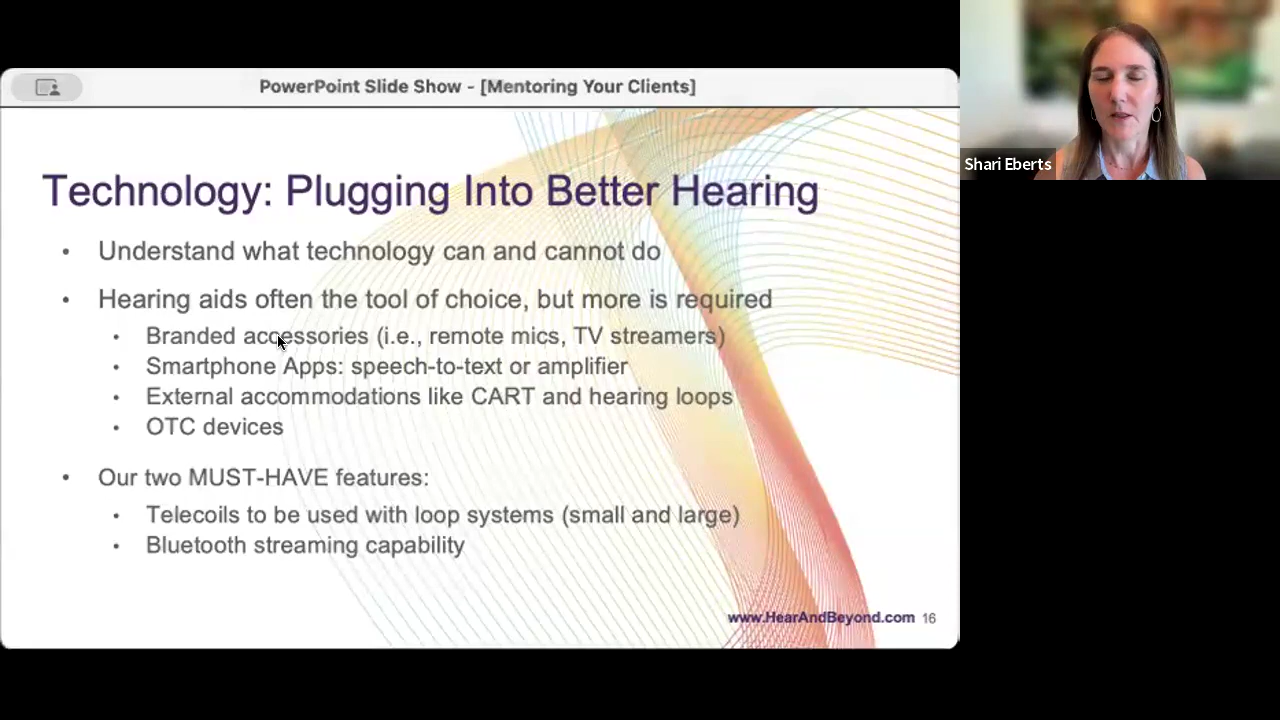 PowerPoint Slide Show - [Mentoring Your Clients]
Shari Eberts
Technology: Plugging Into Better Hearing
• Understand what technology can and cannot do
• Hearing aids often the tool of choice, but more is required
• Branded accessories (i.e., remote mics, TV streamers)
• Smartphone Apps: speech-to-text or amplifier
• External accommodations like CART and hearing loops
• OTC devices
• Our two MUST-HAVE features:
• Telecoils to be used with loop systems (small and large)
• Bluetooth streaming capability
www.HearAndBeyond.com 16